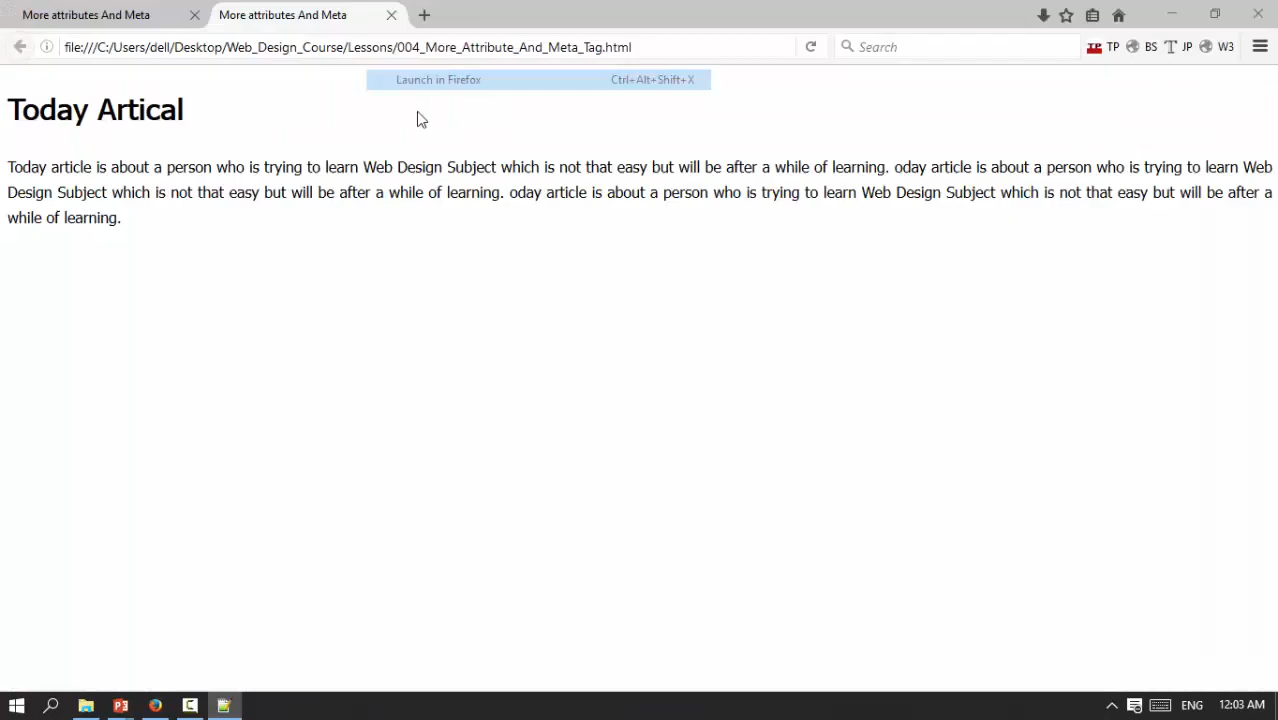 More attributes And Meta
More attributes And Meta
file:///C:/Users/dell/Desktop/Web_Design_Course/Lessons/004_More_Attribute_And_Meta_Tag.html
Search
TP TP BS T JP W3
Launch in Firefox Ctrl+Alt+Shift+X
Today Artical
Today article is about a person who is trying to learn Web Design Subject which is not that easy but will be after a while of learning. oday article is about a person who is trying to learn Web
Design Subject which is not that easy but will be after a while of learning. oday article is about a person who is trying to learn Web Design Subject which is not that easy but will be after a
while of learning.
ENG
12:03 AM